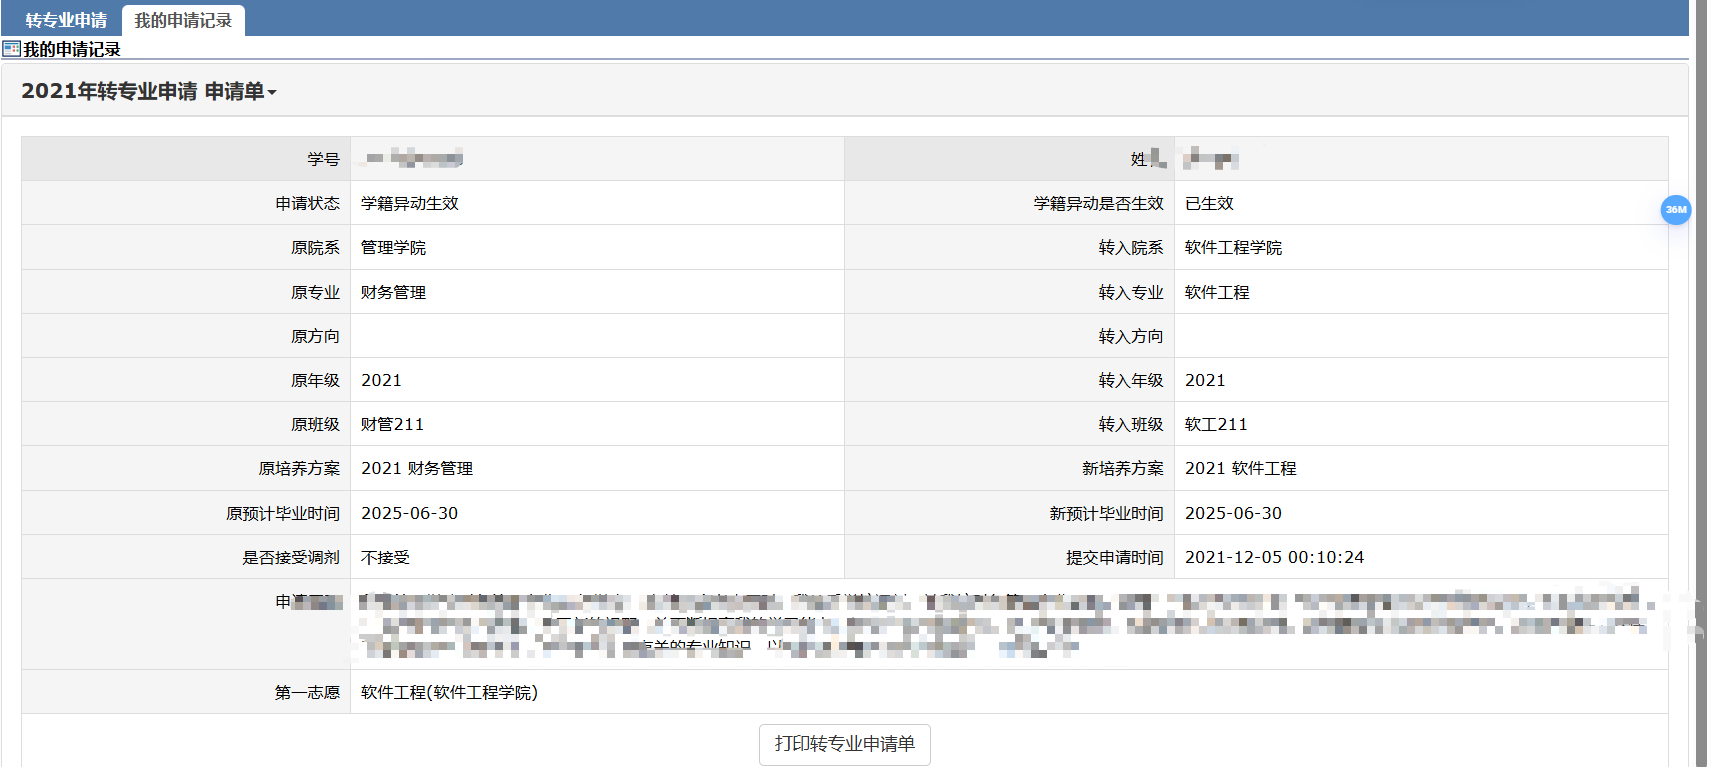 转专业申请 我的申请记录
我的申请记录
2021年转专业申请 申请单
学号 姓
申请状态 学籍异动生效 学籍异动是否生效 已生效
原院系 管理学院 转入院系 软件工程学院
原专业 财务管理 转入专业 软件工程
原方向 转入方向
原年级 2021 转入年级 2021
原班级 财管211 转入班级 软工211
原培养方案 2021 财务管理 新培养方案 2021 软件工程
原预计毕业时间 2025-06-30 新预计毕业时间 2025-06-30
是否接受调剂 不接受 提交申请时间 2021-12-05 00:10:24
申
的专业知识
第一志愿 软件工程(软件工程学院)
打印转专业申请单
36M